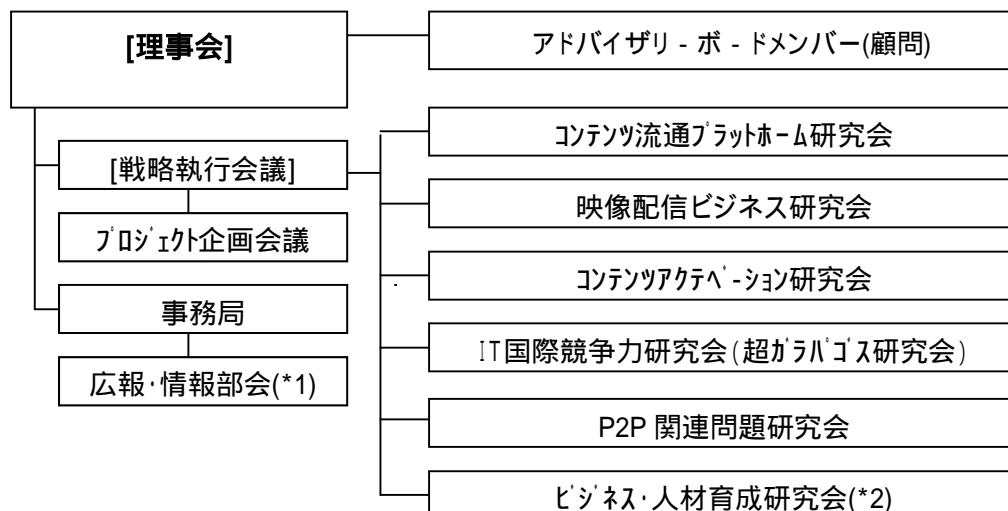 [理事会]
アドバイザリ - ボ - ドメンバー(顧問)
コンテンツ流通ﾌﾟﾗｯﾄﾎｰﾑ研究会
[戦略執行会議]
映像配信ビジネス研究会
ﾌﾟﾛｼﾞｪｸﾄ企画会議
コンテンツアクテﾍﾞ-ｼｮﾝ研究会
事務局
IT国際競争力研究会(超ｶﾞﾗﾊﾟｺﾞｽ研究会)
広報･情報部会(*1)
P2P 関連問題研究会
ﾋﾞｼﾞﾈｽ･人材育成研究会(*2)